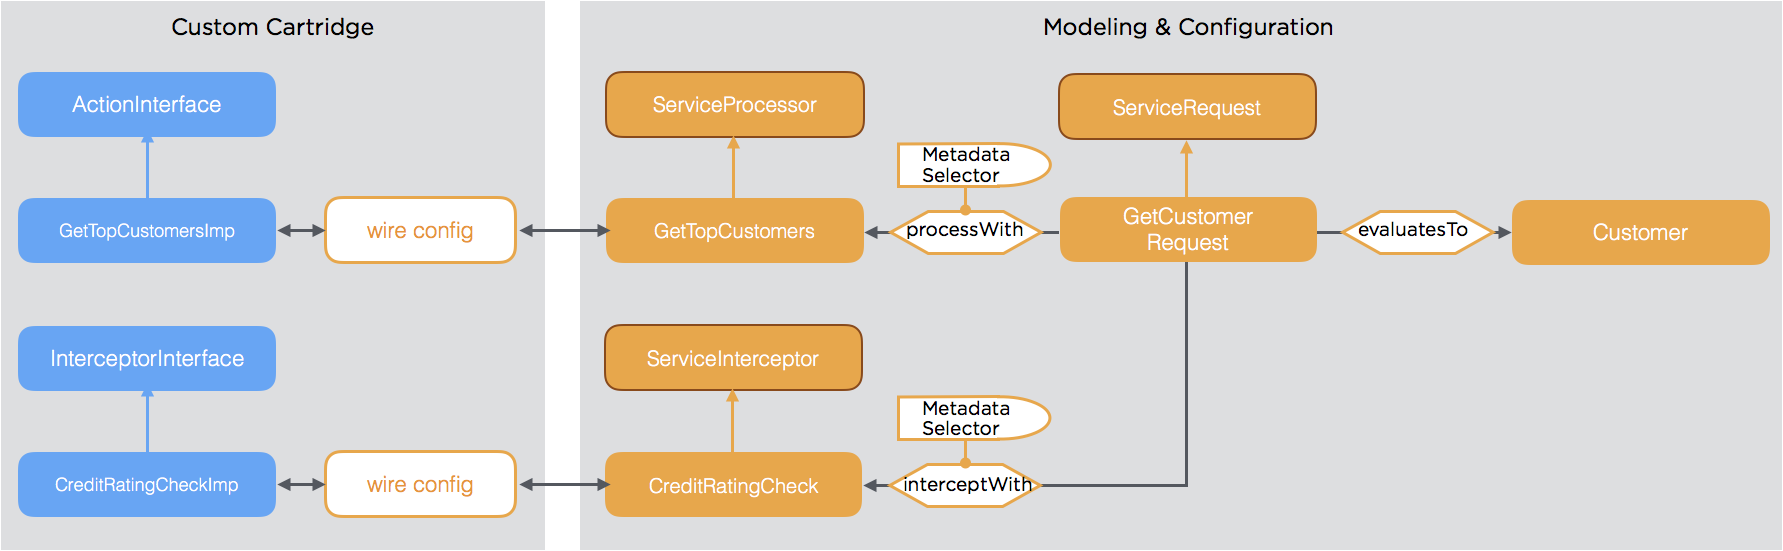 Custom Cartridge
Modeling & Configuration
ActionInterface
ServiceProcessor
ServiceRequest
Metadata
Selector
GetTopCustomersImp
wire config
GetTopCustomers
processWith
GetCustomer
Request
evaluatesTo
Customer
InterceptorInterface
ServiceInterceptor
Metadata
Selector
CreditRatingCheckImp
wire config
CreditRatingCheck
interceptWith